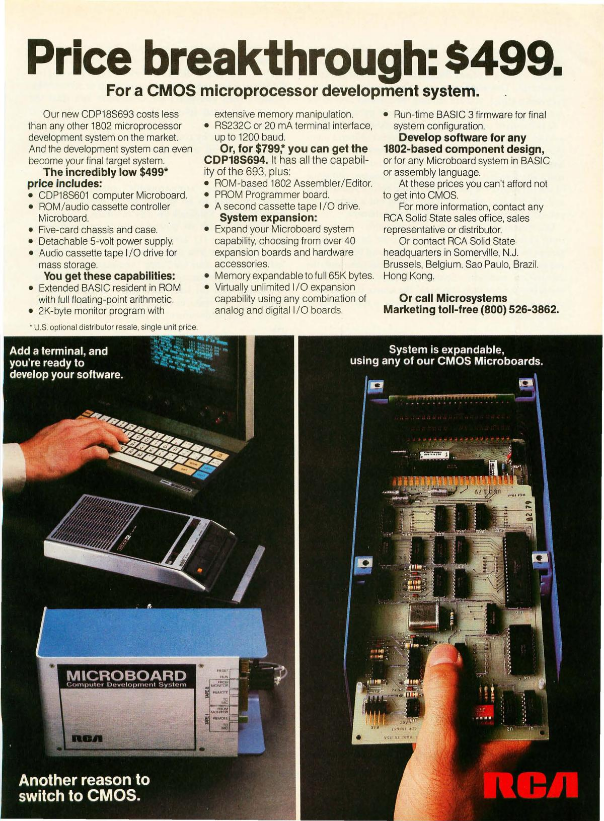 Price breakthrough: $499.
For a CMOS microprocessor development system.
Our new CDP18S693 costs less
than any other 1802 microprocessor
development system on the market.
And the development system can even
become your final target system.
The incredibly low $499*
price includes:
• CDP18S601 computer Microboard.
• ROM/audio cassette controller
Microboard.
• Five-card chassis and case.
• Detachable 5-volt power supply.
• Audio cassette tape I/O drive for
mass storage.
You get these capabilities:
• Extended BASIC resident in ROM
with full floating-point arithmetic.
• 2K-byte monitor program with
extensive memory manipulation.
• RS232C or 20 mA terminal interface,
up to 1200 baud.
Or, for $799,* you can get the
CDP18S694. It has all the capabil-
ity of the 693, plus:
• ROM-based 1802 Assembler/Editor.
• PROM Programmer board.
• A second cassette tape I/O drive.
System expansion:
• Expand your Microboard system
capability, choosing from over 40
expansion boards and hardware
accessories.
• Memory expandable to full 65K bytes.
• Virtually unlimited I/O expansion
capability using any combination of
analog and digital I/O boards.
• Run-time BASIC 3 firmware for final
system configuration.
Develop software for any
1802-based component design,
or for any Microboard system in BASIC
or assembly language.
At these prices you can't afford not
to get into CMOS.
For more information, contact any
RCA Solid State sales office, sales
representative or distributor.
Or contact RCA Solid State
headquarters in Somerville, N.J.
Brussels, Belgium. Sao Paulo, Brazil.
Hong Kong.
Or call Microsystems
Marketing toll-free (800) 526-3862.
* U.S. optional distributor resale, single unit price.
Add a terminal, and
you're ready to
develop your software.
System is expandable,
using any of our CMOS Microboards.
MICROBOARD
Computer Development System
RCA
Another reason to
switch to CMOS.
RCA